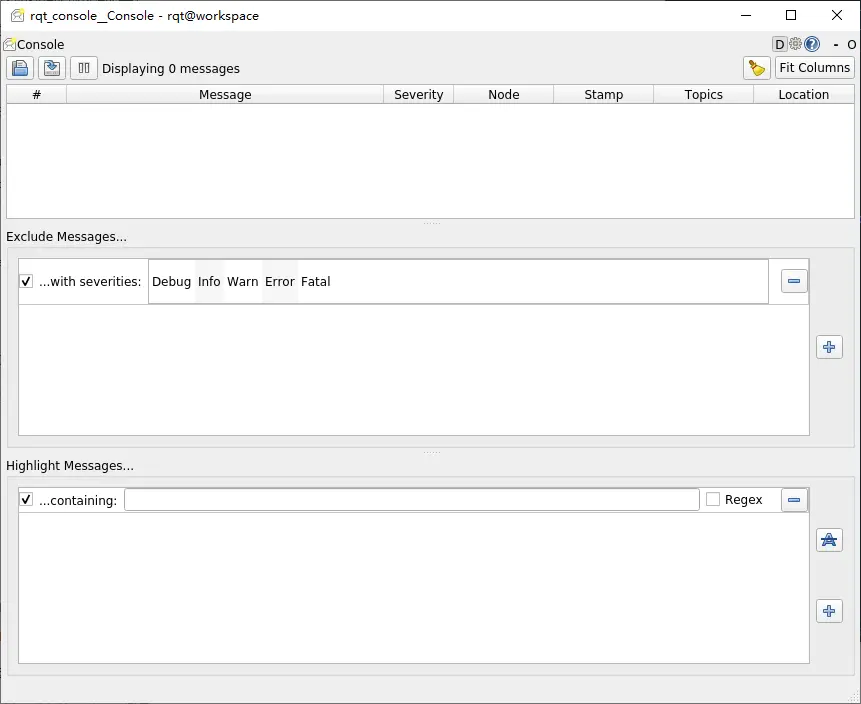 rqt_console__Console - rqt@workspace
Console D ? - O
Displaying 0 messages Fit Columns
# Message Severity Node Stamp Topics Location
Exclude Messages...
...with severities: Debug Info Warn Error Fatal
Highlight Messages...
...containing: Regex
A